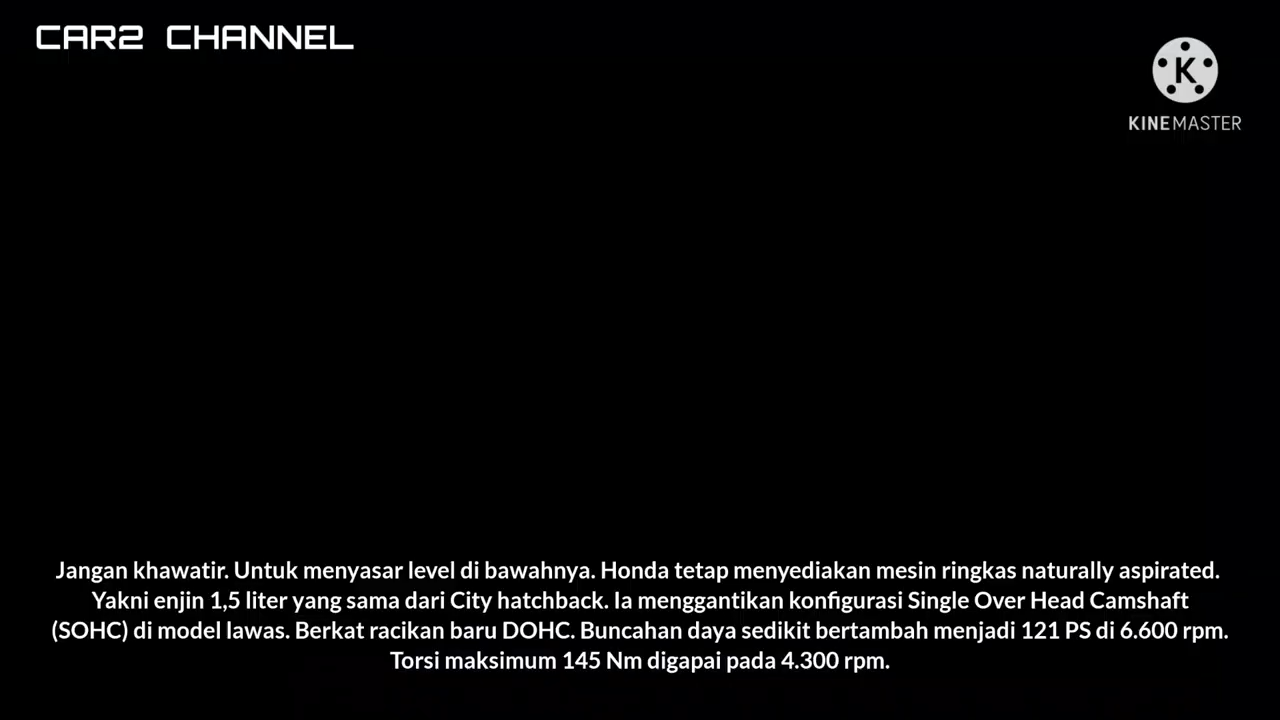 CAR2 CHANNEL
K
KINEMASTER
Jangan khawatir. Untuk menyasar level di bawahnya. Honda tetap menyediakan mesin ringkas naturally aspirated.
Yakni enjin 1,5 liter yang sama dari City hatchback. Ia menggantikan konfigurasi Single Over Head Camshaft
(SOHC) di model lawas. Berkat racikan baru DOHC. Buncahan daya sedikit bertambah menjadi 121 PS di 6.600 rpm.
Torsi maksimum 145 Nm digapai pada 4.300 rpm.